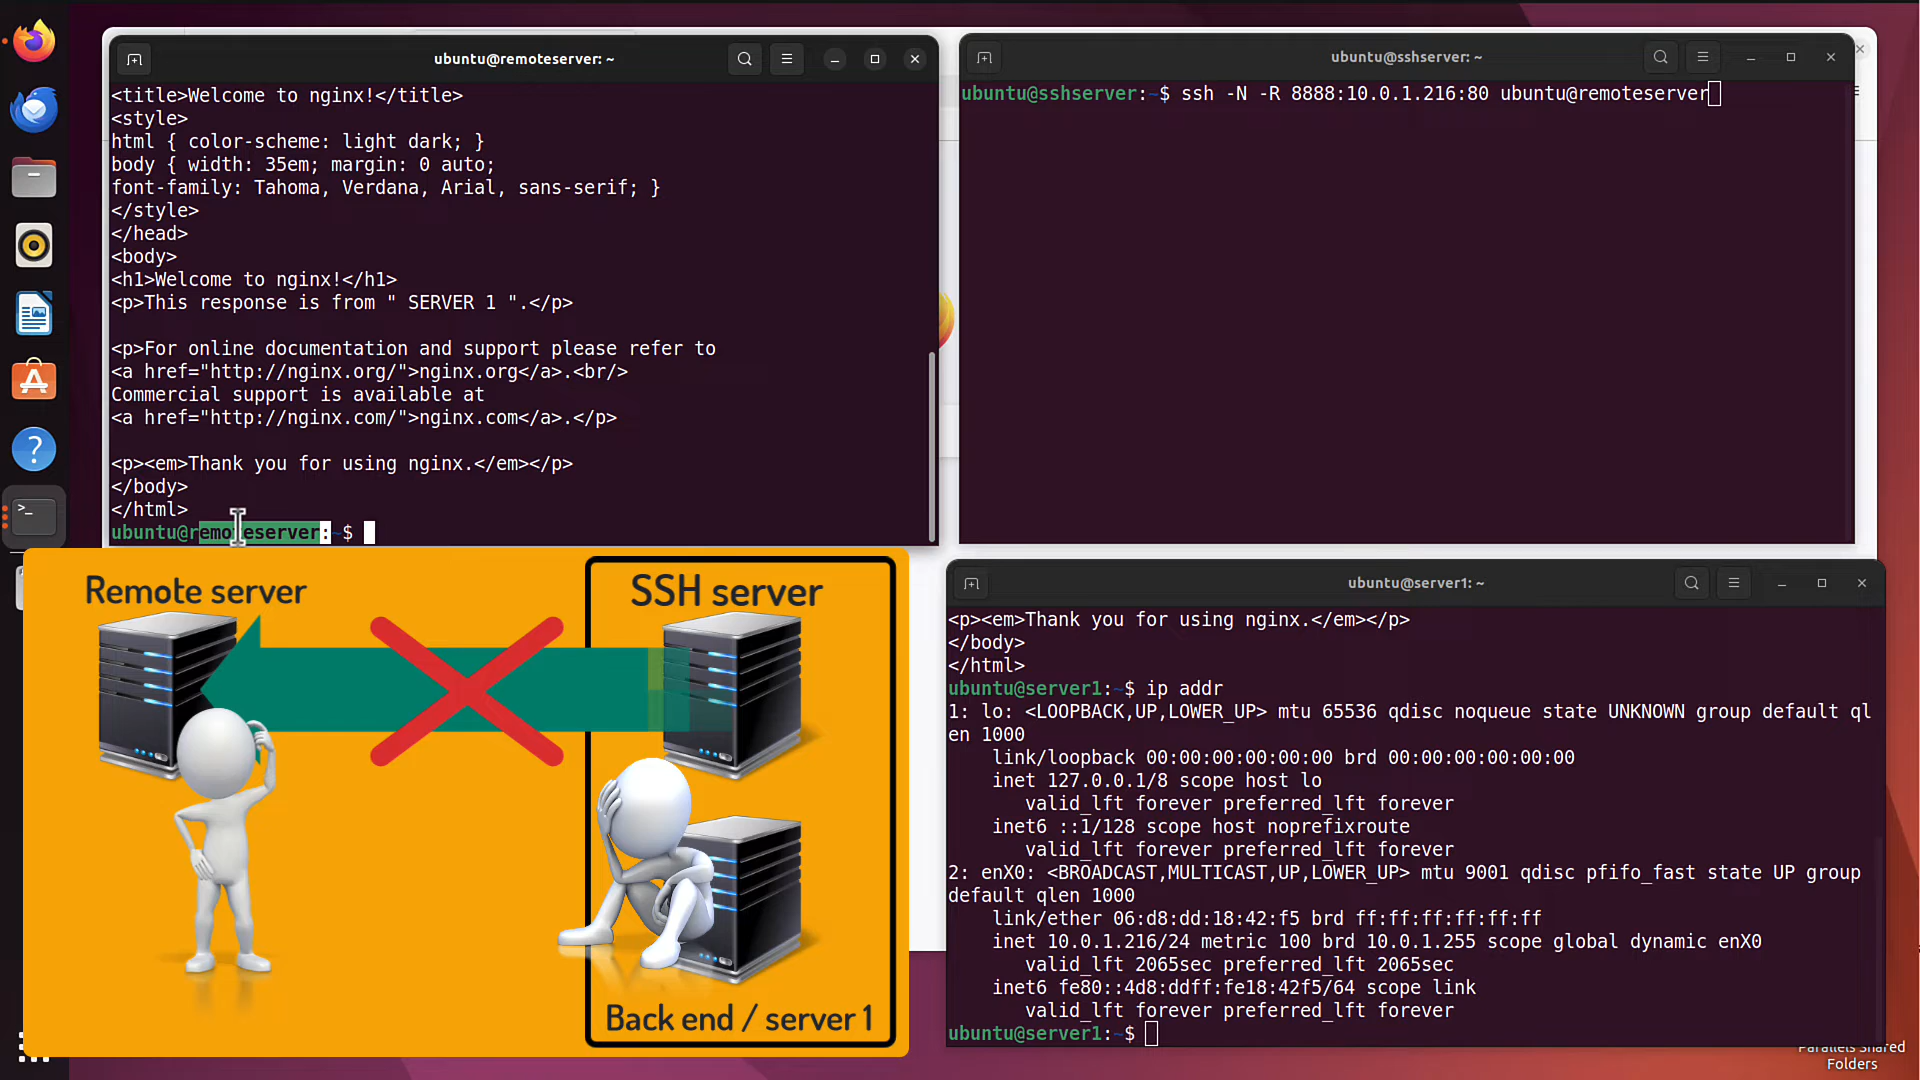 ubuntu@remoteserver: ~
<title>Welcome to nginx!</title>
<style>
html { color-scheme: light dark; }
body { width: 35em; margin: 0 auto;
font-family: Tahoma, Verdana, Arial, sans-serif; }
</style>
</head>
<body>
<h1>Welcome to nginx!</h1>
<p>This response is from " SERVER 1 ".</p>
<p>For online documentation and support please refer to
<a href="http://nginx.org/">nginx.org</a>.<br/>
Commercial support is available at
<a href="http://nginx.com/">nginx.com</a>.</p>
<p><em>Thank you for using nginx.</em></p>
</body>
</html>
ubuntu@remoteserver:~$
ubuntu@sshserver: ~
ubuntu@sshserver:~$ ssh -N -R 8888:10.0.1.216:80 ubuntu@remoteserver
Remote server
SSH server
Back end / server 1
ubuntu@server1: ~
<p><em>Thank you for using nginx.</em></p>
</body>
</html>
ubuntu@server1:~$ ip addr
1: lo: <LOOPBACK,UP,LOWER_UP> mtu 65536 qdisc noqueue state UNKNOWN group default ql
en 1000
link/loopback 00:00:00:00:00:00 brd 00:00:00:00:00:00
inet 127.0.0.1/8 scope host lo
valid_lft forever preferred_lft forever
inet6 ::1/128 scope host noprefixroute
valid_lft forever preferred_lft forever
2: enX0: <BROADCAST,MULTICAST,UP,LOWER_UP> mtu 9001 qdisc pfifo_fast state UP group
default qlen 1000
link/ether 06:d8:dd:18:42:f5 brd ff:ff:ff:ff:ff:ff
inet 10.0.1.216/24 metric 100 brd 10.0.1.255 scope global dynamic enX0
valid_lft 2065sec preferred_lft 2065sec
inet6 fe80::4d8:ddff:fe18:42f5/64 scope link
valid_lft forever preferred_lft forever
ubuntu@server1:~$
Parallels Shared
Folders